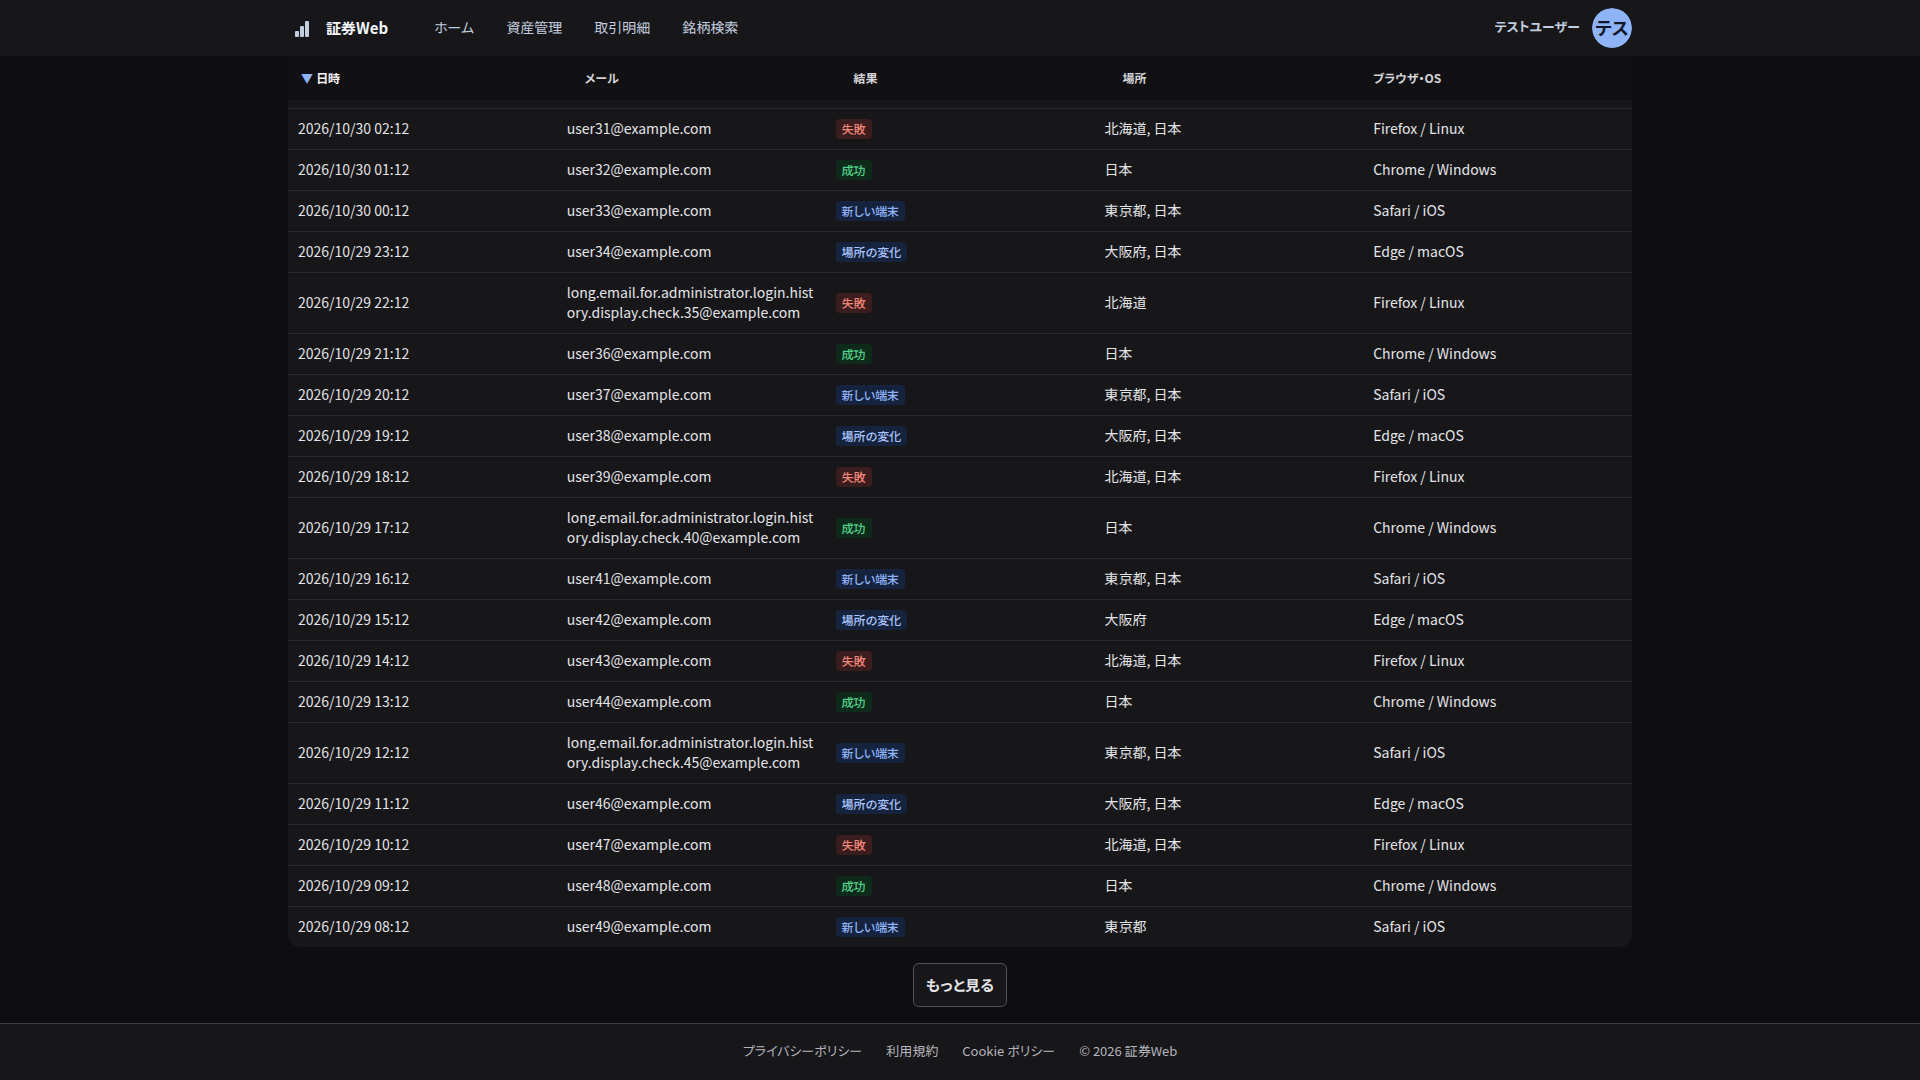 証券Web ホーム 資産管理 取引明細 銘柄検索 テストユーザー テス
▼日時 メール 結果 場所 ブラウザ・OS
2026/10/30 02:12 user31@example.com 失敗 北海道, 日本 Firefox / Linux
2026/10/30 01:12 user32@example.com 成功 日本 Chrome / Windows
2026/10/30 00:12 user33@example.com 新しい端末 東京都, 日本 Safari / iOS
2026/10/29 23:12 user34@example.com 場所の変化 大阪府, 日本 Edge / macOS
2026/10/29 22:12 long.email.for.administrator.login.hist
ory.display.check.35@example.com 失敗 北海道 Firefox / Linux
2026/10/29 21:12 user36@example.com 成功 日本 Chrome / Windows
2026/10/29 20:12 user37@example.com 新しい端末 東京都, 日本 Safari / iOS
2026/10/29 19:12 user38@example.com 場所の変化 大阪府, 日本 Edge / macOS
2026/10/29 18:12 user39@example.com 失敗 北海道, 日本 Firefox / Linux
2026/10/29 17:12 long.email.for.administrator.login.hist
ory.display.check.40@example.com 成功 日本 Chrome / Windows
2026/10/29 16:12 user41@example.com 新しい端末 東京都, 日本 Safari / iOS
2026/10/29 15:12 user42@example.com 場所の変化 大阪府 Edge / macOS
2026/10/29 14:12 user43@example.com 失敗 北海道, 日本 Firefox / Linux
2026/10/29 13:12 user44@example.com 成功 日本 Chrome / Windows
2026/10/29 12:12 long.email.for.administrator.login.hist
ory.display.check.45@example.com 新しい端末 東京都, 日本 Safari / iOS
2026/10/29 11:12 user46@example.com 場所の変化 大阪府, 日本 Edge / macOS
2026/10/29 10:12 user47@example.com 失敗 北海道, 日本 Firefox / Linux
2026/10/29 09:12 user48@example.com 成功 日本 Chrome / Windows
2026/10/29 08:12 user49@example.com 新しい端末 東京都 Safari / iOS
もっと見る
プライバシーポリシー 利用規約 Cookie ポリシー © 2026 証券Web